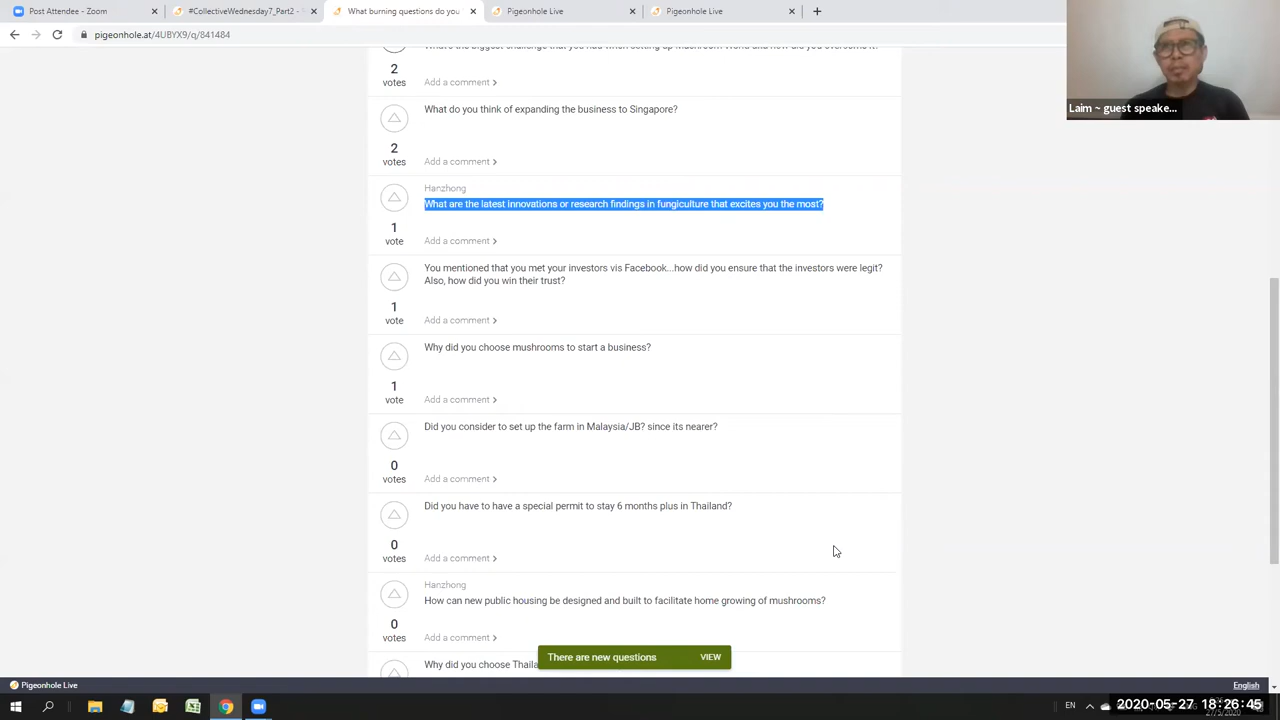 Post Attendee - Zoom
#CollectiveWednesday7_Part2 - S
What burning questions do you
Pigeonhole Live
Pigeonhole Live
pigeonhole.at/4UBYX9/q/841484
Laim ~ guest speake...
2
votes
Add a comment
What do you think of expanding the business to Singapore?
2
votes
Add a comment
Hanzhong
What are the latest innovations or research findings in fungiculture that excites you the most?
1
vote
Add a comment
You mentioned that you met your investors vis Facebook...how did you ensure that the investors were legit?
Also, how did you win their trust?
1
vote
Add a comment
Why did you choose mushrooms to start a business?
1
vote
Add a comment
Did you consider to set up the farm in Malaysia/JB? since its nearer?
0
votes
Add a comment
Did you have to have a special permit to stay 6 months plus in Thailand?
0
votes
Add a comment
Hanzhong
How can new public housing be designed and built to facilitate home growing of mushrooms?
0
votes
Add a comment
There are new questions VIEW
Why did you choose
Pigeonhole Live
English
EN
2020-05-27 18:26:45